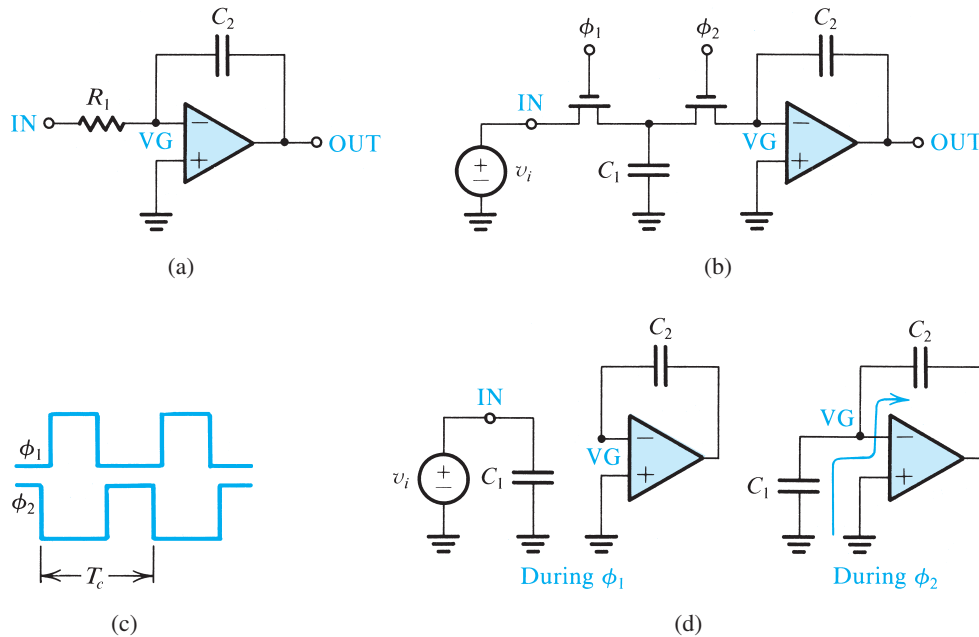 C₂
R₁
IN
VG
−
+
OUT
(a)
ϕ₁
ϕ₂
C₂
IN
+
−
vᵢ
C₁
VG
−
+
OUT
(b)
ϕ₁
ϕ₂
T_c
(c)
IN
vᵢ
+
−
C₁
C₂
VG
−
+
During ϕ₁
C₂
VG
C₁
−
+
During ϕ₂
(d)